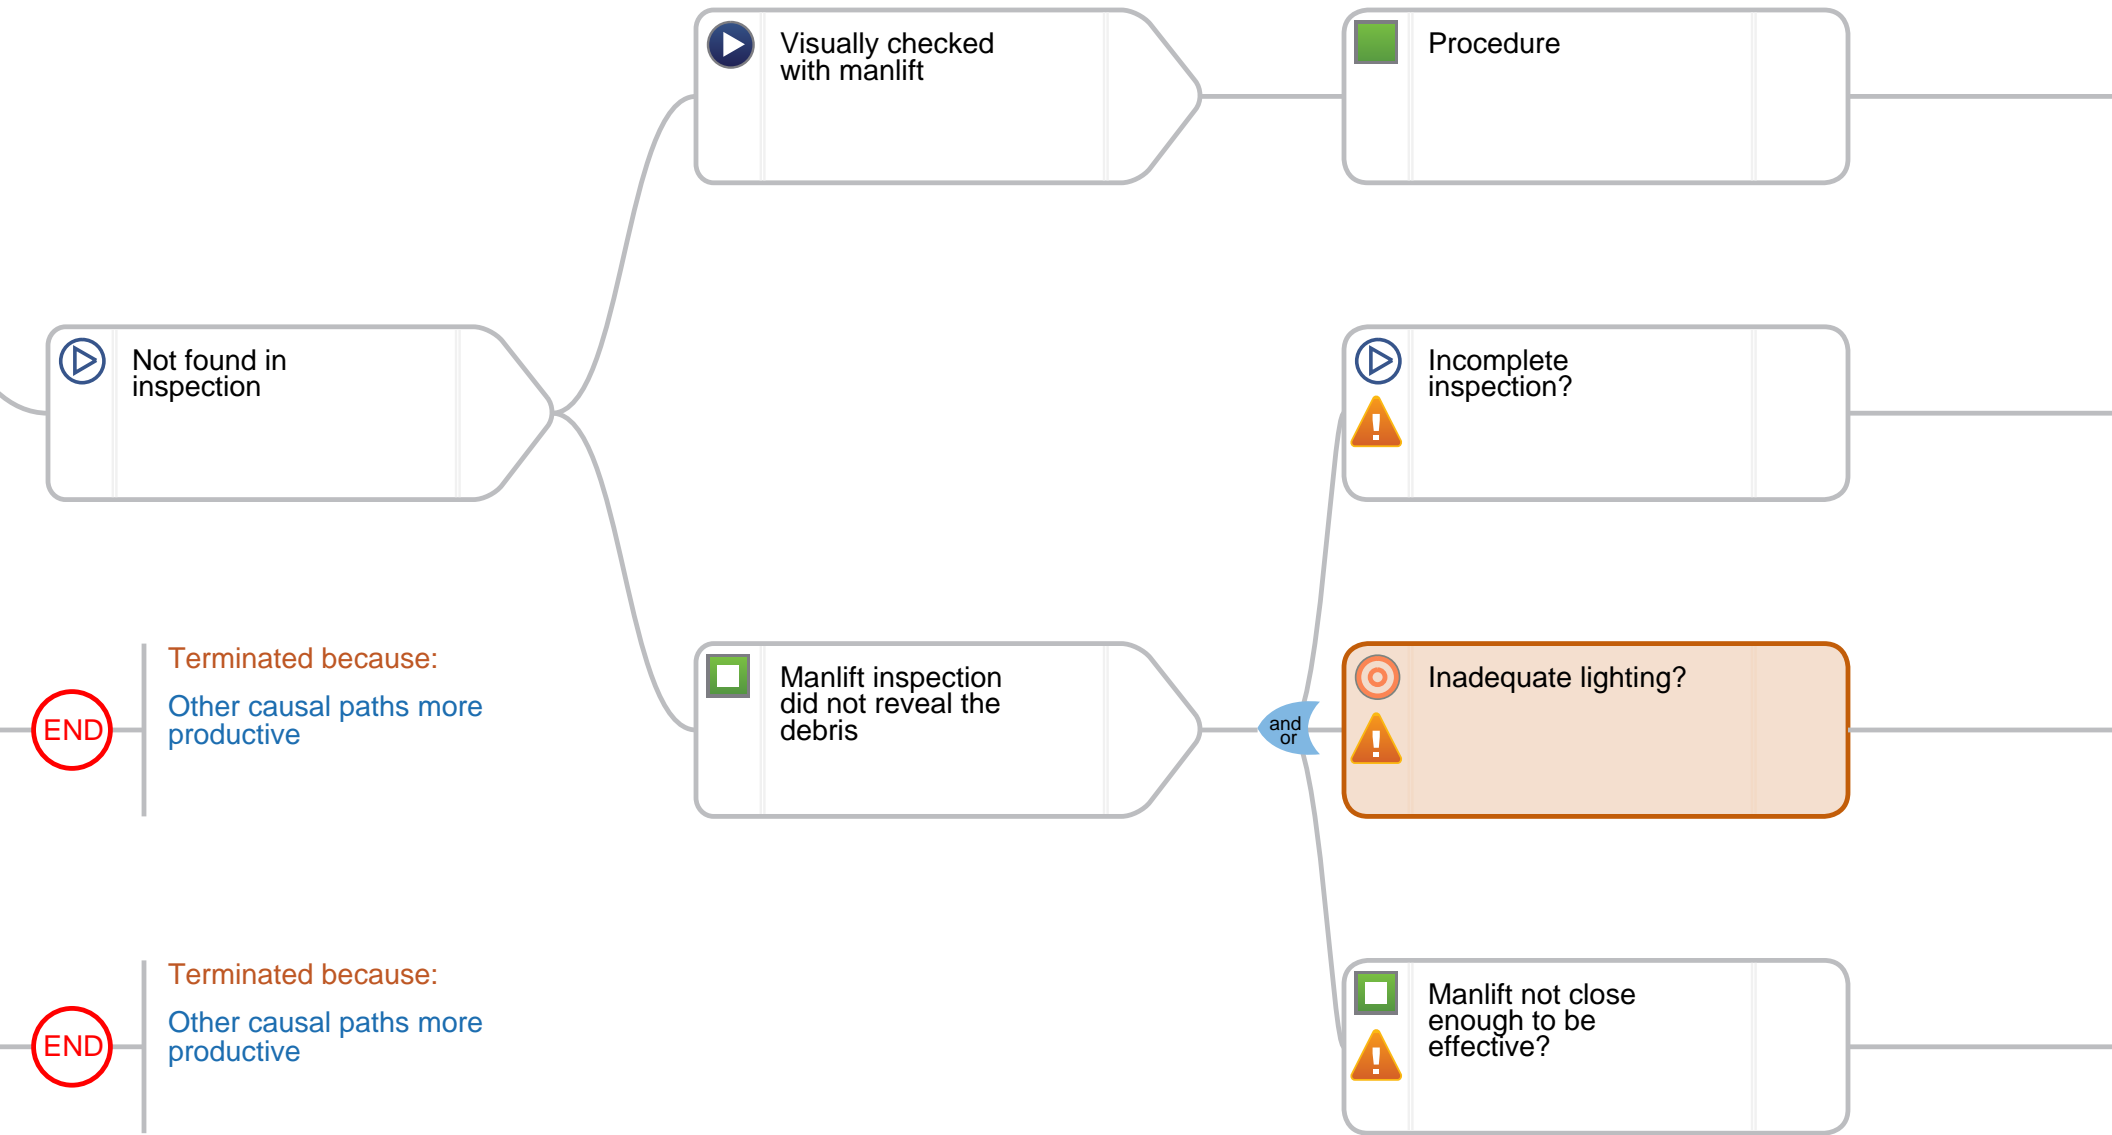 Visually checked
with manlift
Procedure
Not found in
inspection
Incomplete
inspection?
Terminated because:
Other causal paths more
productive
END
Manlift inspection
did not reveal the
debris
and
or
Inadequate lighting?
Terminated because:
Other causal paths more
productive
END
Manlift not close
enough to be
effective?